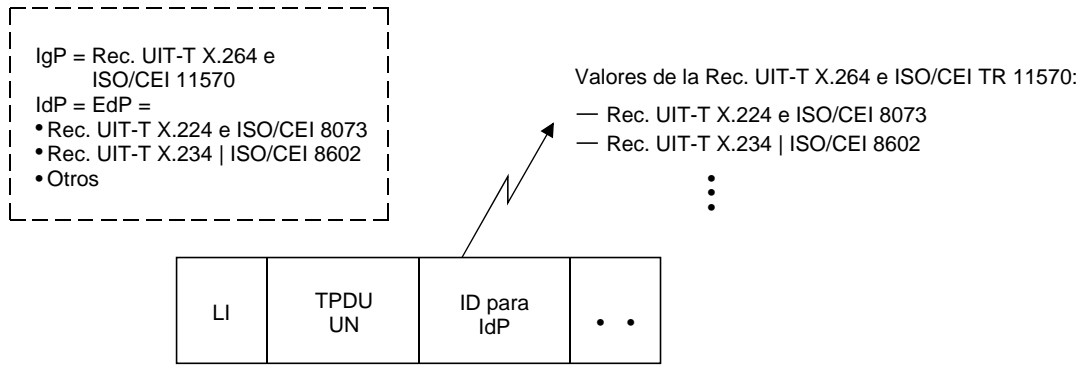 IgP = Rec. UIT-T X.264 e
ISO/CEI 11570
IdP = EdP =
• Rec. UIT-T X.224 e ISO/CEI 8073
• Rec. UIT-T X.234 | ISO/CEI 8602
• Otros
Valores de la Rec. UIT-T X.264 e ISO/CEI TR 11570:
— Rec. UIT-T X.224 e ISO/CEI 8073
— Rec. UIT-T X.234 | ISO/CEI 8602
LI
TPDU
UN
ID para
IdP